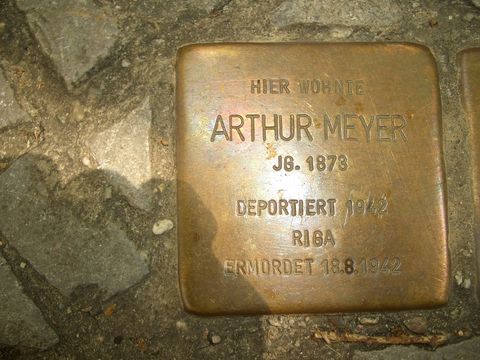 HIER WOHNTE
ARTHUR MEYER
JG. 1873
DEPORTIERT 1942
RIGA
ERMORDET 18.8.1942